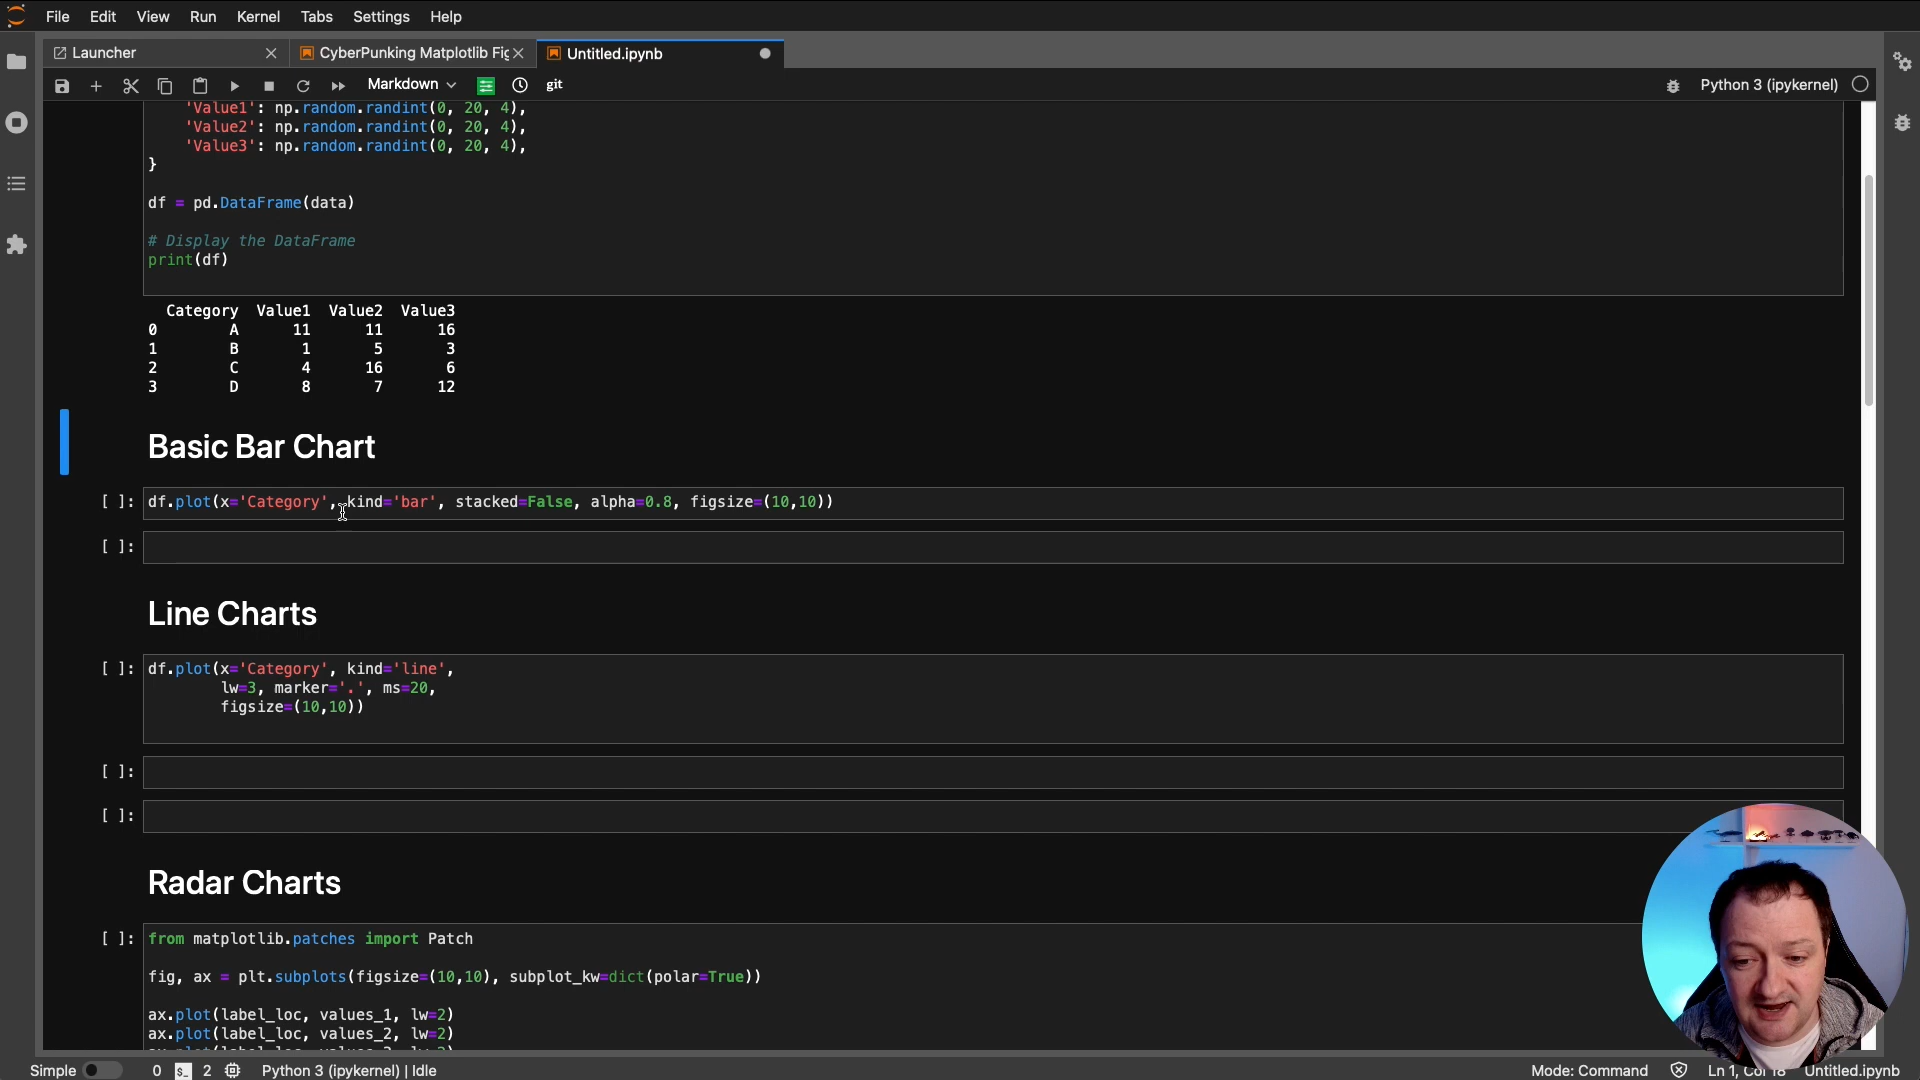 File Edit View Run Kernel Tabs Settings Help
Launcher
CyberPunking Matplotlib Fig
Untitled.ipynb
Markdown
git
Python 3 (ipykernel)
'Value1': np.random.randint(0, 20, 4),
'Value2': np.random.randint(0, 20, 4),
'Value3': np.random.randint(0, 20, 4),
}
df = pd.DataFrame(data)
# Display the DataFrame
print(df)
Category Value1 Value2 Value3
0 A 11 11 16
1 B 1 5 3
2 C 4 16 6
3 D 8 7 12
Basic Bar Chart
[ ]: df.plot(x='Category', kind='bar', stacked=False, alpha=0.8, figsize=(10,10))
[ ]:
Line Charts
[ ]: df.plot(x='Category', kind='line',
lw=3, marker='.', ms=20,
figsize=(10,10))
[ ]:
[ ]:
Radar Charts
[ ]: from matplotlib.patches import Patch
fig, ax = plt.subplots(figsize=(10,10), subplot_kw=dict(polar=True))
ax.plot(label_loc, values_1, lw=2)
ax.plot(label_loc, values_2, lw=2)
Simple 0 2 Python 3 (ipykernel) | Idle Mode: Command Ln 1, Col 18 Untitled.ipynb